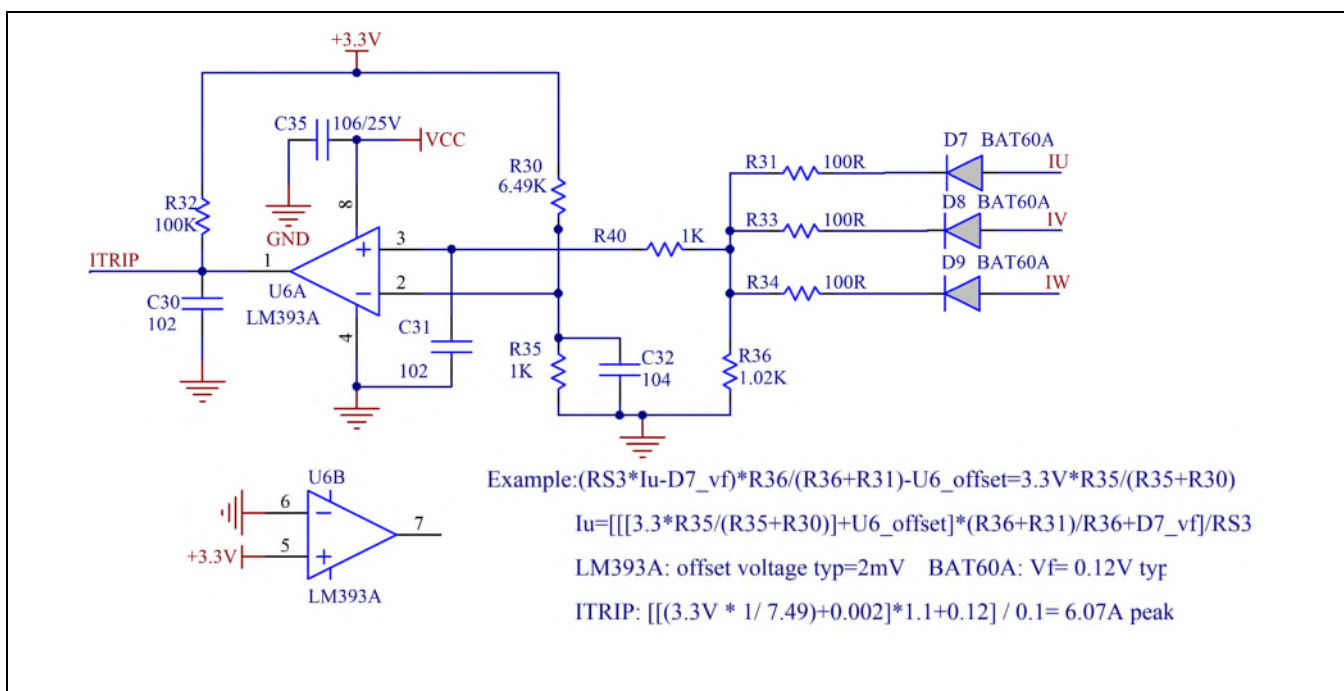 +3.3V
C35 106/25V
VCC
R30
6.49K
R32
100K
GND
8
3
1
2
4
ITRIP
U6A
LM393A
C30
102
C31
102
R40 1K
R31 100R
D7 BAT60A
IU
R33 100R
D8 BAT60A
IV
R34 100R
D9 BAT60A
IW
R35
1K
C32
104
R36
1.02K
U6B
6
5
7
+3.3V
LM393A
Example:(RS3*Iu-D7_vf)*R36/(R36+R31)-U6_offset=3.3V*R35/(R35+R30)
Iu=[[[3.3*R35/(R35+R30)]+U6_offset]*(R36+R31)/R36+D7_vf]/RS3
LM393A: offset voltage typ=2mV BAT60A: Vf= 0.12V typ
ITRIP: [[(3.3V * 1/ 7.49)+0.002]*1.1+0.12] / 0.1= 6.07A peak